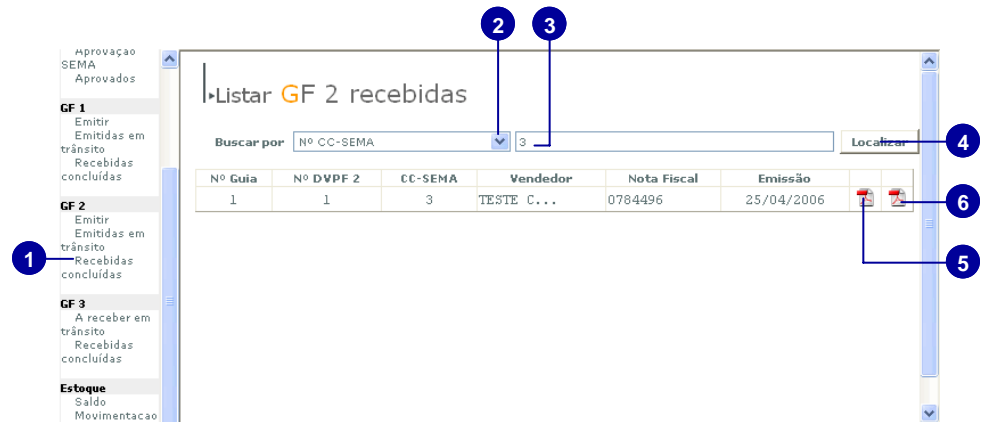 2
3
Aprovação
SEMA
Aprovados
GF 1
Emitir
Emitidas em
trânsito
Recebidas
concluídas
GF 2
Emitir
Emitidas em
trânsito
1
Recebidas
concluídas
GF 3
A receber em
trânsito
Recebidas
concluídas
Estoque
Saldo
Movimentacao
Listar GF 2 recebidas
Buscar por Nº CC-SEMA 3 Localizar
4
Nº Guia Nº DVPF 2 CC-SEMA Vendedor Nota Fiscal Emissão
1 1 3 TESTE C... 0784496 25/04/2006
6
5